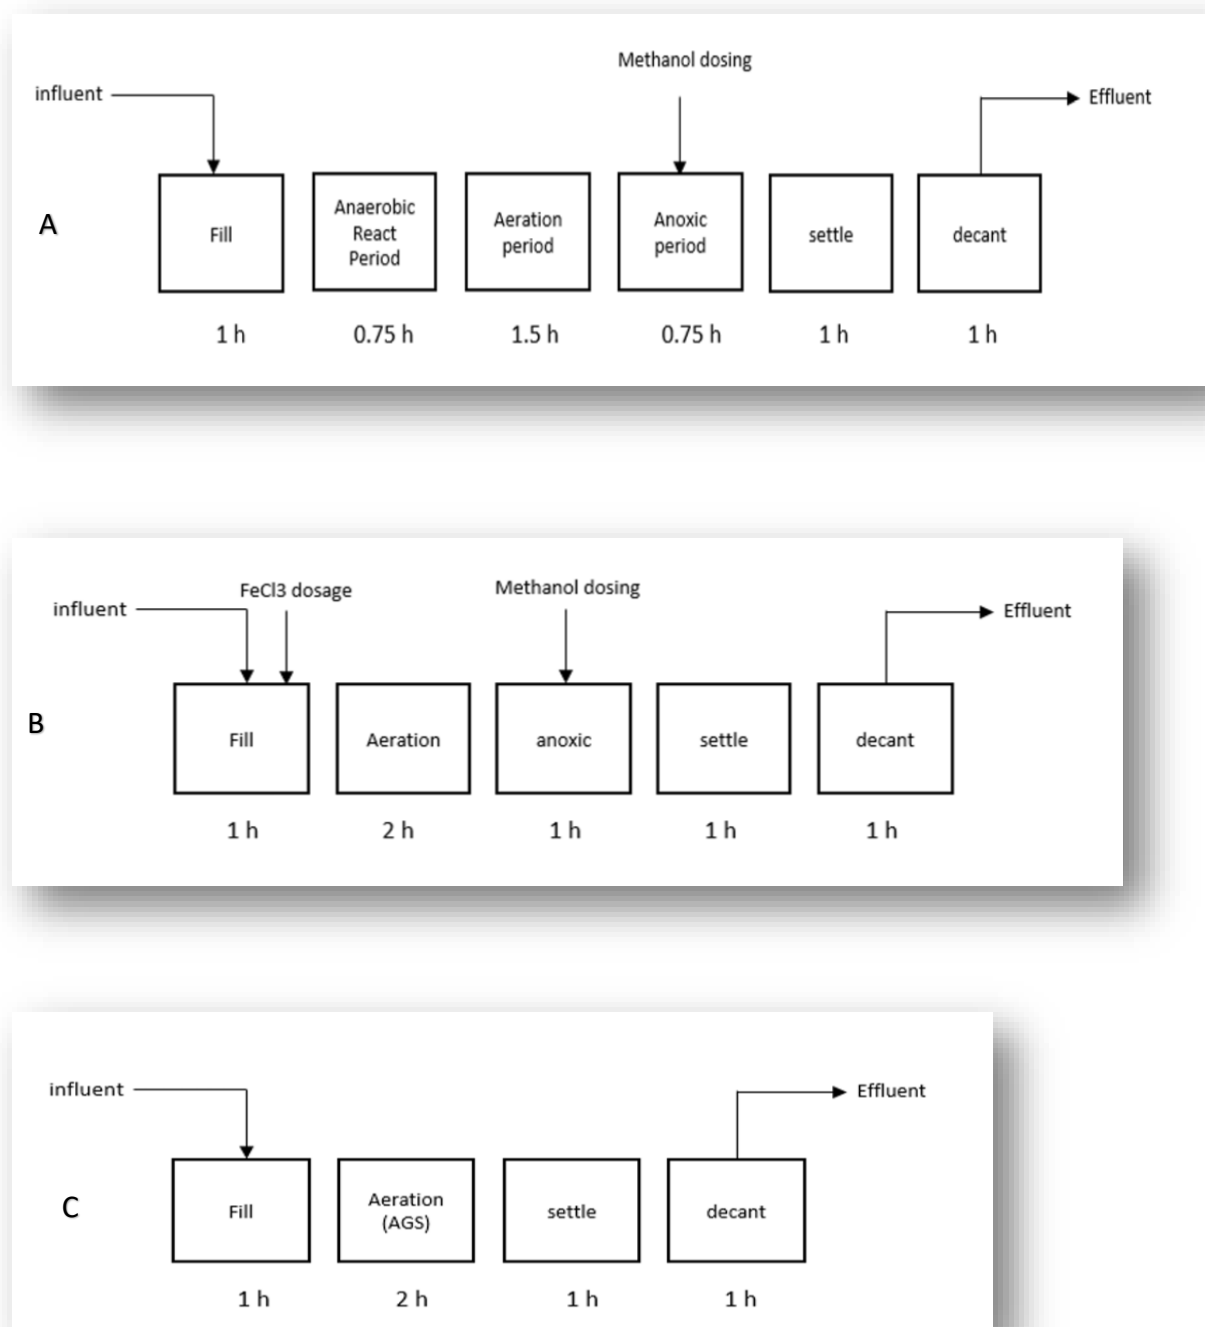 Methanol dosing
influent
Effluent
A
Fill
Anaerobic
React
Period
Aeration
period
Anoxic
period
settle
decant
1 h
0.75 h
1.5 h
0.75 h
1 h
1 h
FeCl3 dosage
Methanol dosing
influent
Effluent
B
Fill
Aeration
anoxic
settle
decant
1 h
2 h
1 h
1 h
1 h
influent
Effluent
C
Fill
Aeration
(AGS)
settle
decant
1 h
2 h
1 h
1 h